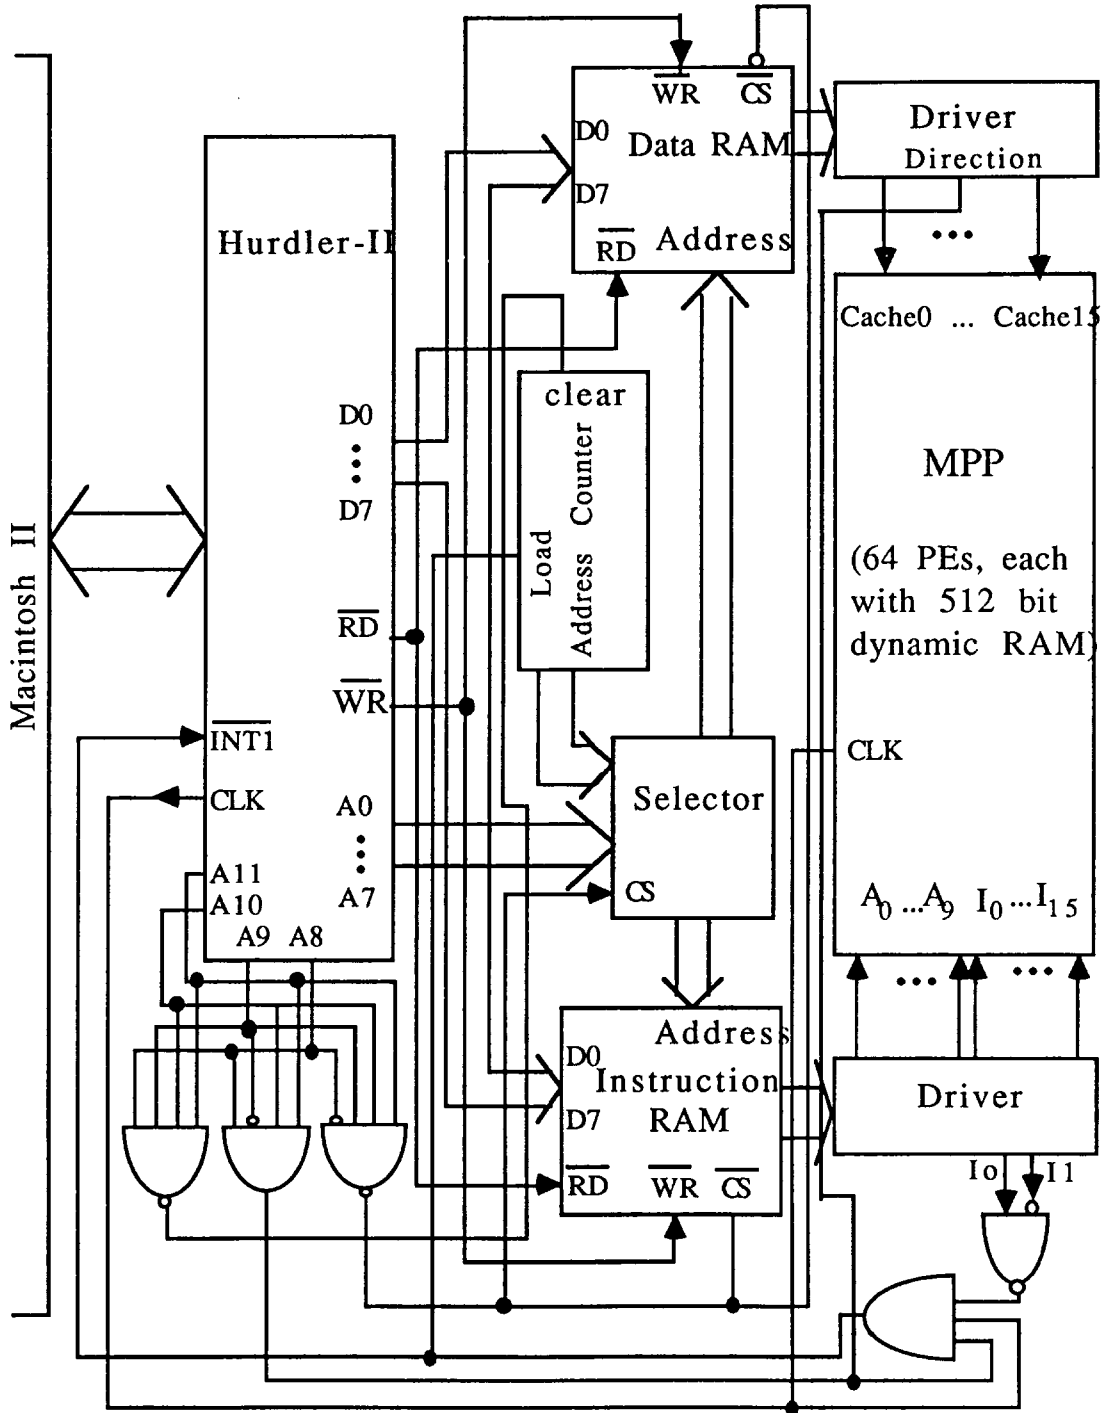 WR
CS
D0
Data RAM
D7
RD
Address
Driver
Direction
Hurdler-II
•••
Cache0 ... Cache15
clear
Load
Address Counter
D0
•••
D7
MPP
(64 PEs, each
with 512 bit
dynamic RAM)
Macintosh II
RD
WR
INT1
CLK
CLK
A0
•••
A7
Selector
CS
A11
A10
A9 A8
A0 ...A9 I0 ...I15
•••
•••
Address
D0
Instruction
RAM
D7
RD WR CS
Driver
Io
I1